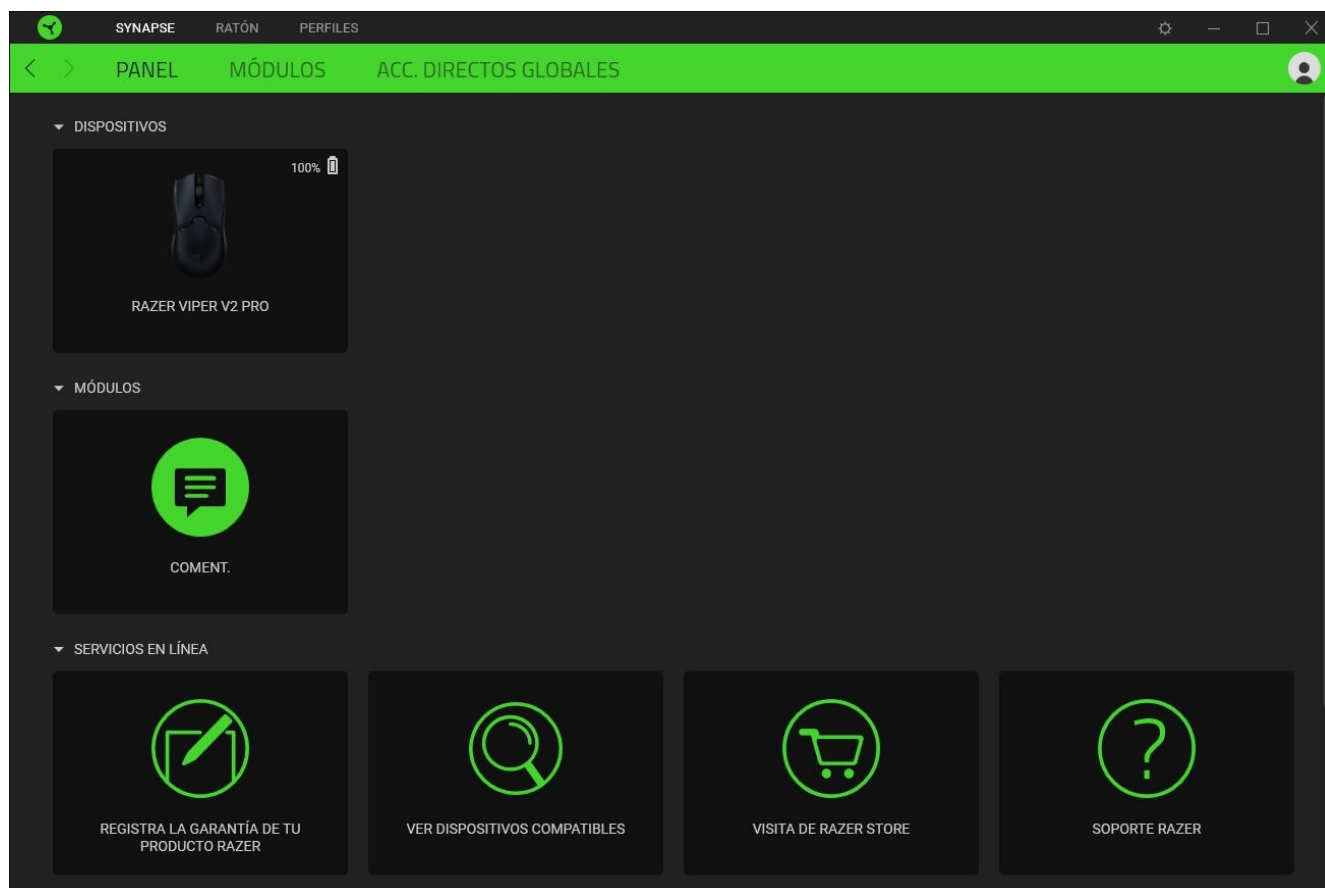 SYNAPSE RATÓN PERFILES
PANEL MÓDULOS ACC. DIRECTOS GLOBALES
DISPOSITIVOS
100%
RAZER VIPER V2 PRO
MÓDULOS
COMENT.
SERVICIOS EN LÍNEA
REGISTRA LA GARANTÍA DE TU
PRODUCTO RAZER
VER DISPOSITIVOS COMPATIBLES
VISITA DE RAZER STORE
SOPORTE RAZER